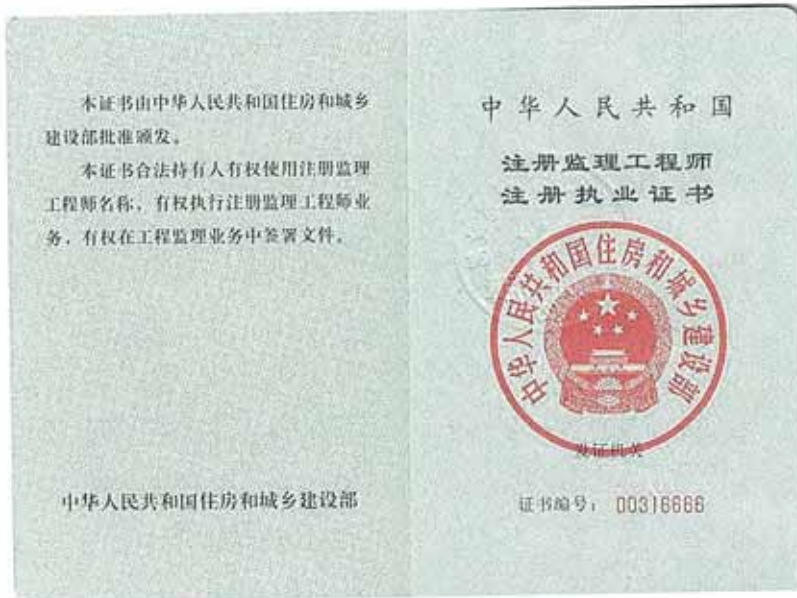 本证书由中华人民共和国住房和城乡
建设部批准颁发。
本证书合法持有人有权使用注册监理
工程师名称，有权执行注册监理工程师业
务，有权在工程监理业务中签署文件。
中华人民共和国住房和城乡建设部
中华人民共和国
注册监理工程师
注册执业证书
中华人民共和国住房和城乡建设部
发证机关
证书编号：00316666